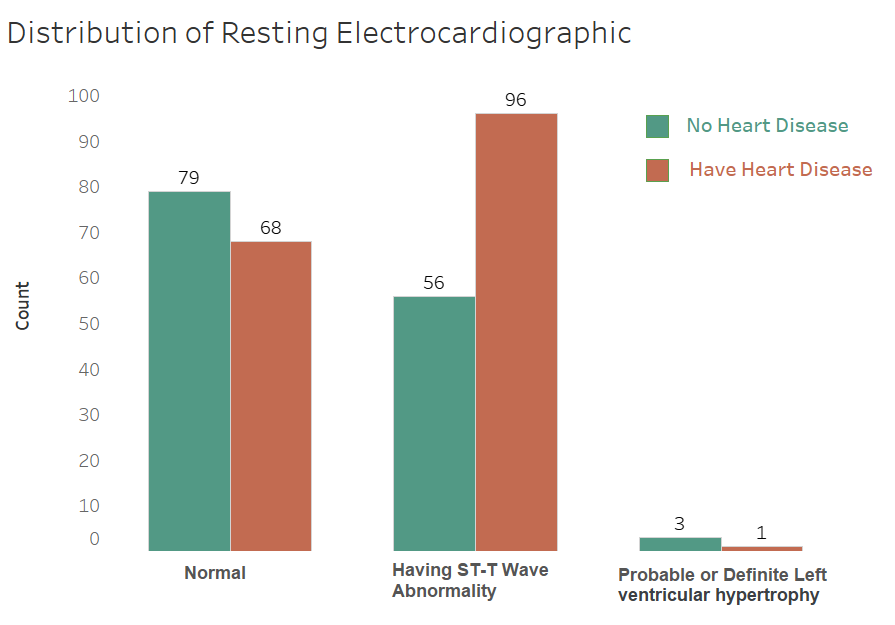 Distribution of Resting Electrocardiographic
100
90
80
70
60
50
40
30
20
10
0
Count
79
68
56
96
3
1
No Heart Disease
Have Heart Disease
Normal
Having ST-T Wave
Abnormality
Probable or Definite Left
ventricular hypertrophy